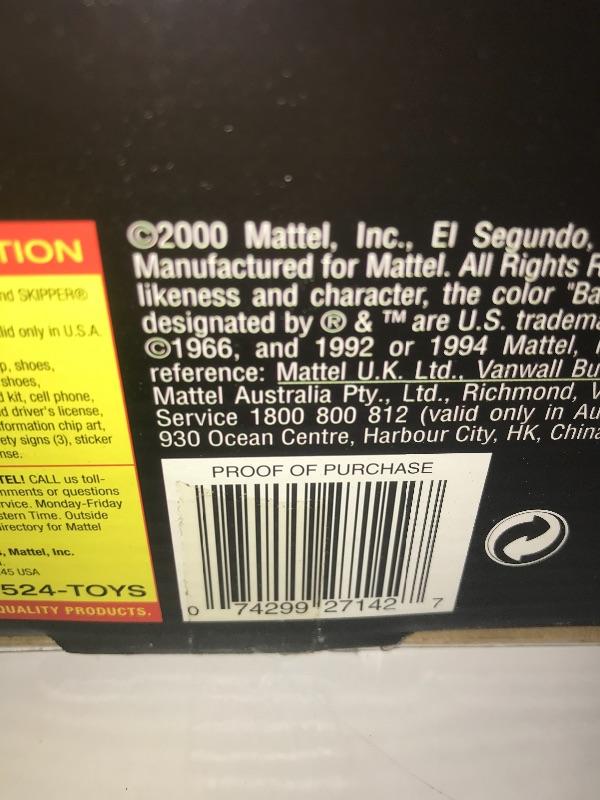 TION
nd SKIPPER®
lid only in U.S.A.
p, shoes,
shoes,
d kit, cell phone,
d driver's license,
formation chip art,
ety signs (3), sticker
nse.
TEL! CALL us toll-
mments or questions
rvice. Monday-Friday
stern Time. Outside
irectory for Mattel
, Mattel, Inc.
45 USA
524-TOYS
QUALITY PRODUCTS.
©2000 Mattel, Inc., El Segundo,
Manufactured for Mattel. All Rights R
likeness and character, the color "Ba
designated by ® & ™ are U.S. tradema
©1966, and 1992 or 1994 Mattel, I
reference: Mattel U.K. Ltd., Vanwall Bu
Mattel Australia Pty., Ltd., Richmond, V
Service 1800 800 812 (valid only in Au
930 Ocean Centre, Harbour City, HK, China
PROOF OF PURCHASE
0 74299 27142 7